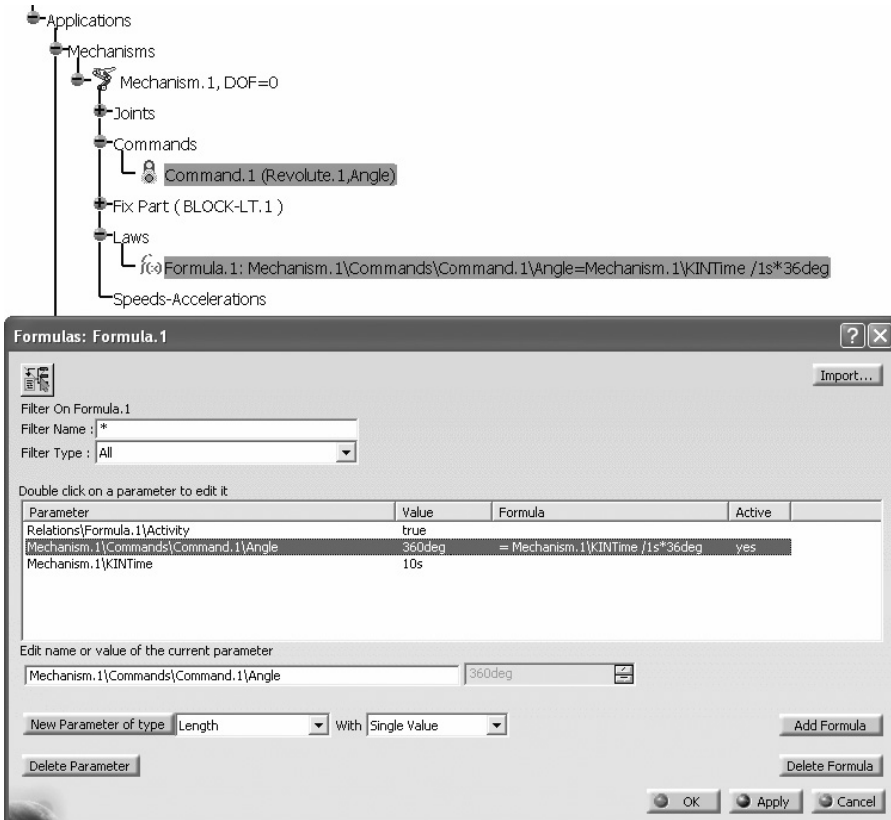 Applications
Mechanisms
Mechanism.1, DOF=0
Joints
Commands
Command.1 (Revolute.1,Angle)
Fix Part ( BLOCK-LT.1 )
Laws
f(x) Formula.1: Mechanism.1\Commands\Command.1\Angle=Mechanism.1\KINTime /1s*36deg
Speeds-Accelerations
Formulas: Formula.1 ? X
Import...
Filter On Formula.1
Filter Name : *
Filter Type : All
Double click on a parameter to edit it
Parameter Value Formula Active
Relations\Formula.1\Activity true
Mechanism.1\Commands\Command.1\Angle 360deg = Mechanism.1\KINTime /1s*36deg yes
Mechanism.1\KINTime 10s
Edit name or value of the current parameter
Mechanism.1\Commands\Command.1\Angle 360deg
New Parameter of type Length With Single Value Add Formula
Delete Parameter Delete Formula
OK Apply Cancel